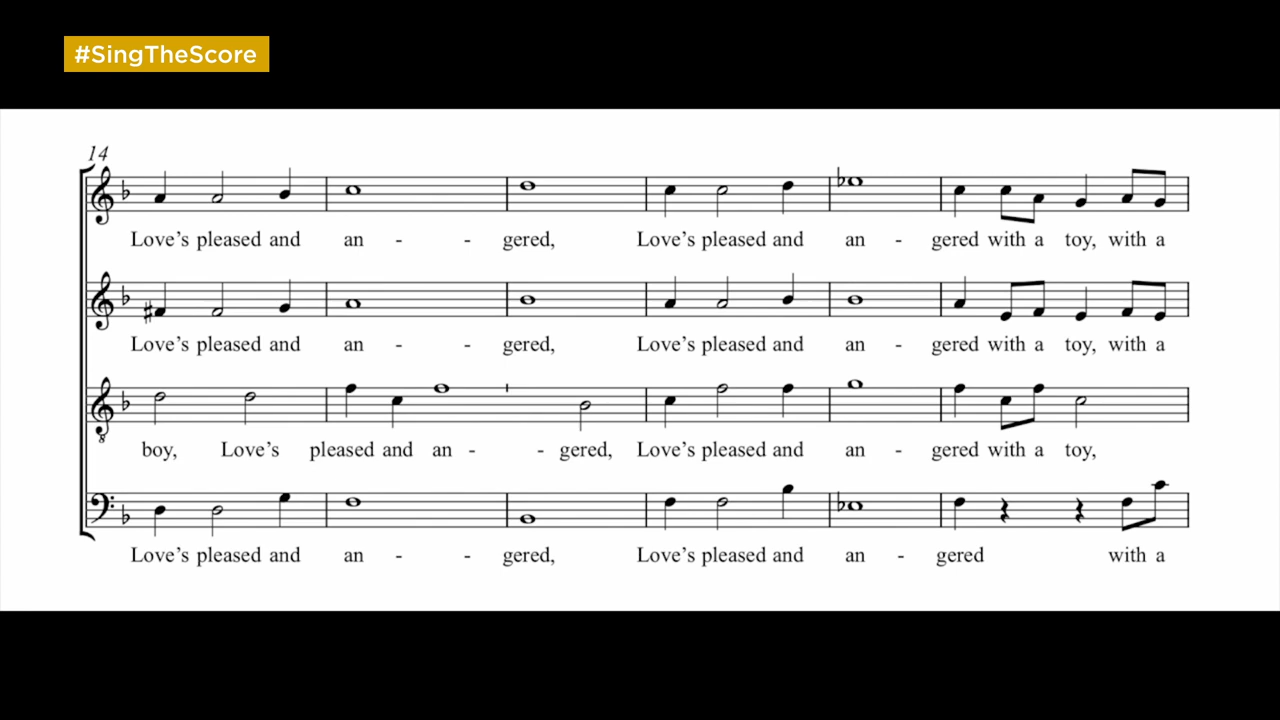 #SingTheScore
14
Love's pleased and an - - gered, Love's pleased and an - gered with a toy, with a
Love's pleased and an - - gered, Love's pleased and an - gered with a toy, with a
boy, Love's pleased and an - - gered, Love's pleased and an - gered with a toy,
Love's pleased and an - - gered, Love's pleased and an - gered with a